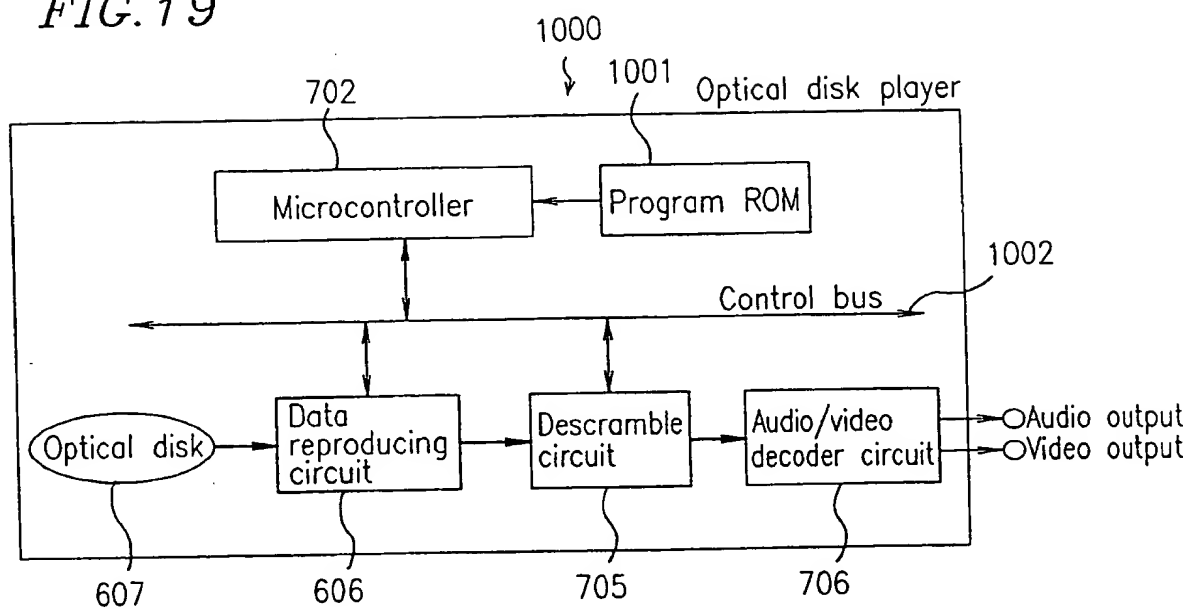 FIG.19
1000
1001
702
Optical disk player
Microcontroller
Program ROM
1002
Control bus
Optical disk
Data
reproducing
circuit
Descramble
circuit
Audio/video
decoder circuit
Audio output
Video output
607
606
705
706